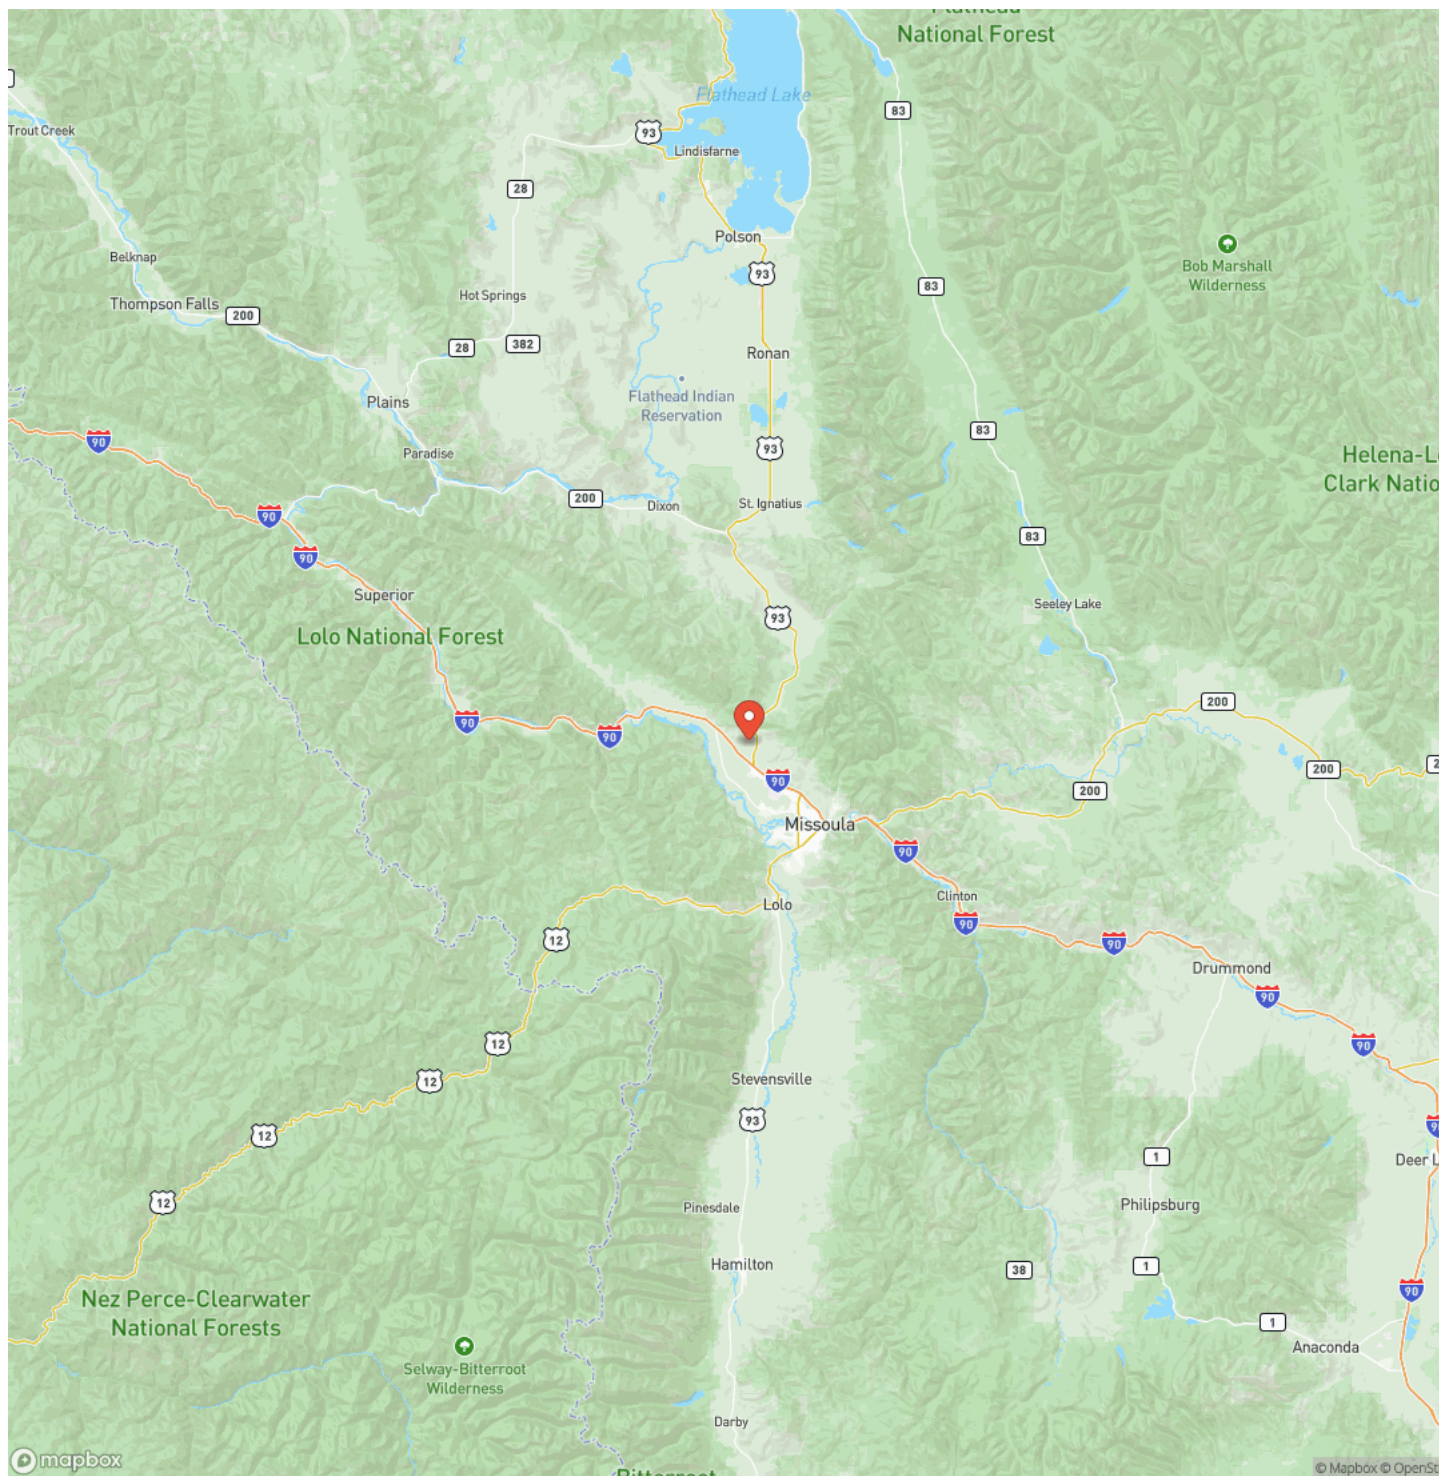 Flathead
National Forest
Flathead Lake
83
93
Trout Creek
Lindisfarne
28
Polson
Belknap
93
Bob Marshall
Wilderness
83
Hot Springs
Thompson Falls
200
382
28
Ronan
Flathead Indian
Reservation
Plains
83
90
93
Paradise
Helena-L
Clark Natio
200
Dixon
St. Ignatius
90
83
90
Superior
Seeley Lake
93
Lolo National Forest
200
90
90
200
90
200
Missoula
90
Clinton
Lolo
90
12
90
Drummond
90
12
90
12
Stevensville
93
12
90
1
Deer L
12
Pinesdale
Philipsburg
Hamilton
38
1
90
Nez Perce-Clearwater
National Forests
1
Selway-Bitterroot
Wilderness
Anaconda
Darby
mapbox
© Mapbox © OpenSt
Bitterroot